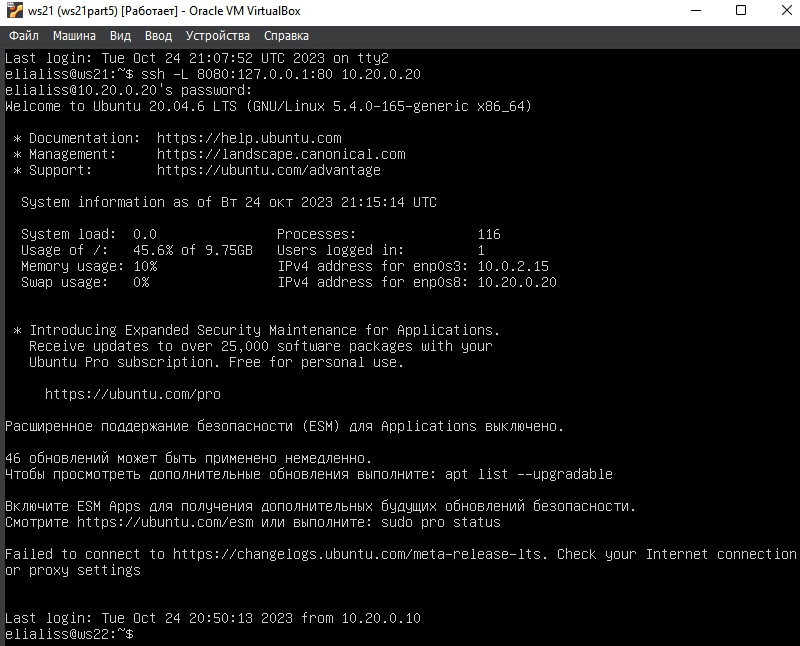 ws21 (ws21part5) [Работает] - Oracle VM VirtualBox
Файл Машина Вид Ввод Устройства Справка
Last login: Tue Oct 24 21:07:52 UTC 2023 on tty2
elialiss@ws21:~$ ssh -L 8080:127.0.0.1:80 10.20.0.20
elialiss@10.20.0.20's password:
Welcome to Ubuntu 20.04.6 LTS (GNU/Linux 5.4.0-165-generic x86_64)
* Documentation: https://help.ubuntu.com
* Management: https://landscape.canonical.com
* Support: https://ubuntu.com/advantage
System information as of Вт 24 окт 2023 21:15:14 UTC
System load: 0.0 Processes: 116
Usage of /: 45.6% of 9.75GB Users logged in: 1
Memory usage: 10% IPv4 address for enp0s3: 10.0.2.15
Swap usage: 0% IPv4 address for enp0s8: 10.20.0.20
* Introducing Expanded Security Maintenance for Applications.
Receive updates to over 25,000 software packages with your
Ubuntu Pro subscription. Free for personal use.
https://ubuntu.com/pro
Расширенное поддержание безопасности (ESM) для Applications выключено.
46 обновлений может быть применено немедленно.
Чтобы просмотреть дополнительные обновления выполните: apt list --upgradable
Включите ESM Apps для получения дополнительных будущих обновлений безопасности.
Смотрите https://ubuntu.com/esm или выполните: sudo pro status
Failed to connect to https://changelogs.ubuntu.com/meta-release-lts. Check your Internet connection
or proxy settings
Last login: Tue Oct 24 20:50:13 2023 from 10.20.0.10
elialiss@ws22:~$